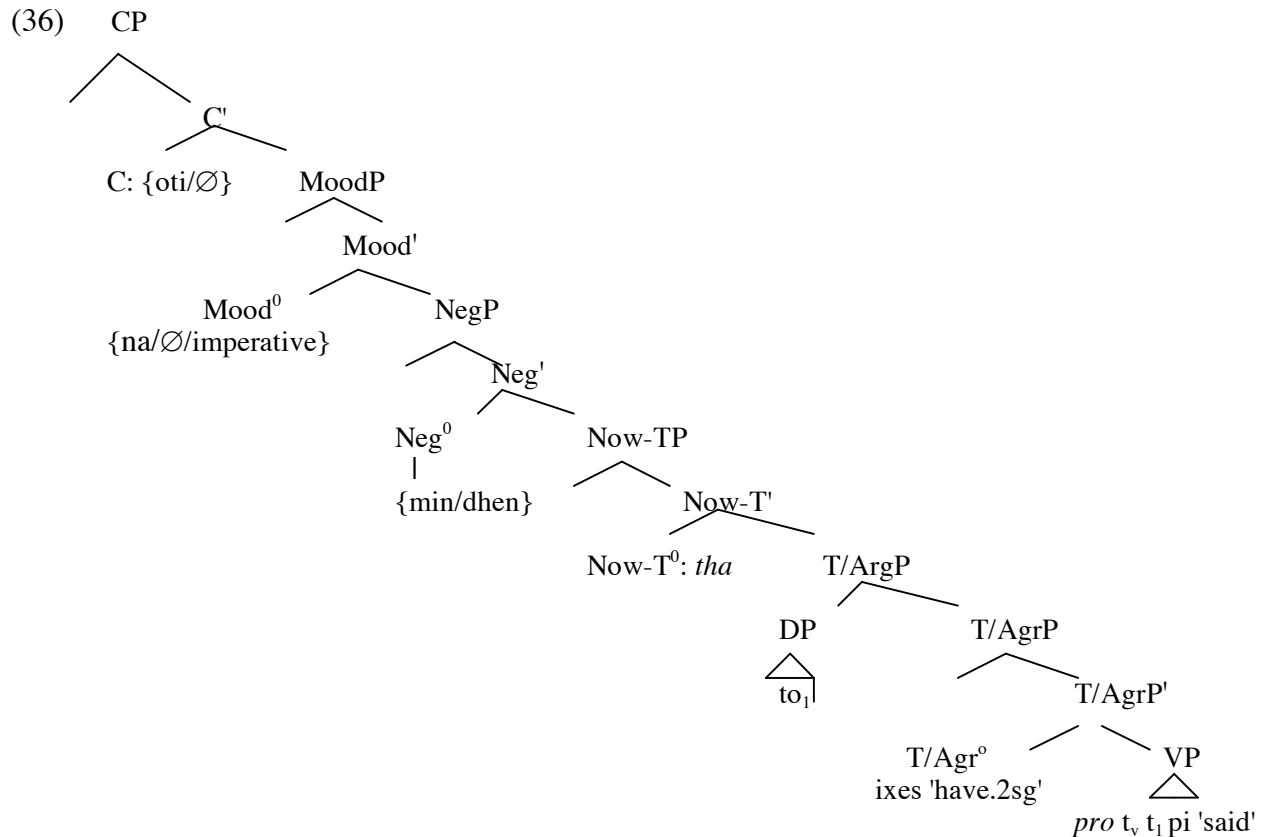 (36) CP
C'
C: {oti/∅} MoodP
Mood'
Mood⁰ NegP
{na/∅/imperative}
Neg'
Neg⁰ Now-TP
{min/dhen} Now-T'
Now-T⁰: tha T/ArgP
DP T/AgrP
to₁ T/AgrP'
T/Agr° VP
ixes 'have.2sg'
pro tᵥ t₁ pi 'said'